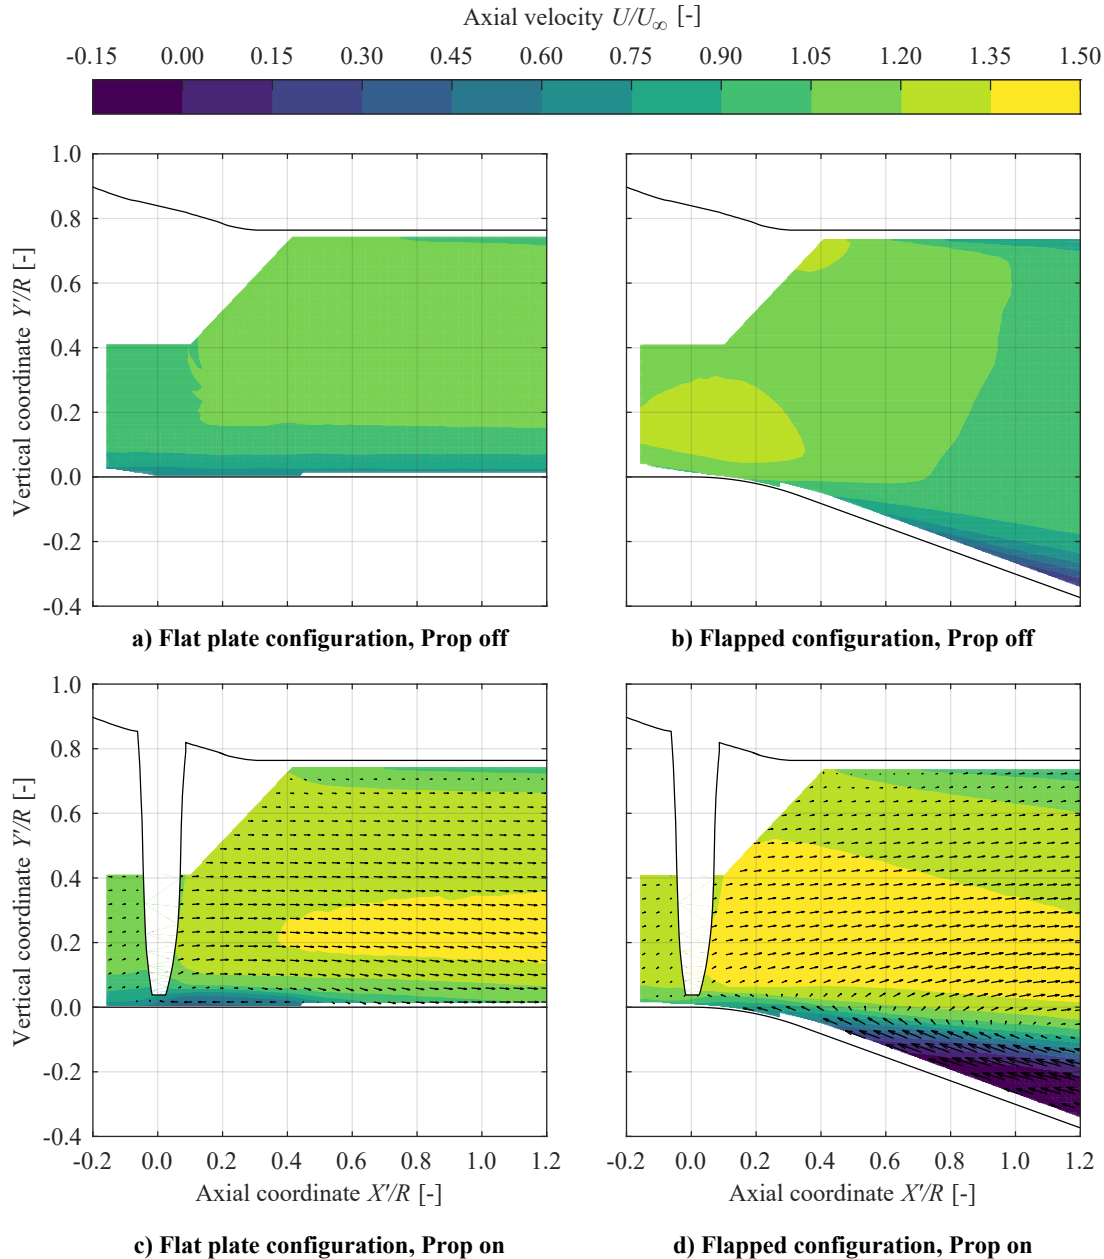 Axial velocity U/U∞ [-]
-0.15 0.00 0.15 0.30 0.45 0.60 0.75 0.90 1.05 1.20 1.35 1.50
1.0
0.8
0.6
0.4
0.2
0.0
-0.2
-0.4
Vertical coordinate Y'/R [-]
a) Flat plate configuration, Prop off
b) Flapped configuration, Prop off
1.0
0.8
0.6
0.4
0.2
0.0
-0.2
-0.4
Vertical coordinate Y'/R [-]
-0.2 0.0 0.2 0.4 0.6 0.8 1.0 1.2
Axial coordinate X'/R [-]
c) Flat plate configuration, Prop on
-0.2 0.0 0.2 0.4 0.6 0.8 1.0 1.2
Axial coordinate X'/R [-]
d) Flapped configuration, Prop on